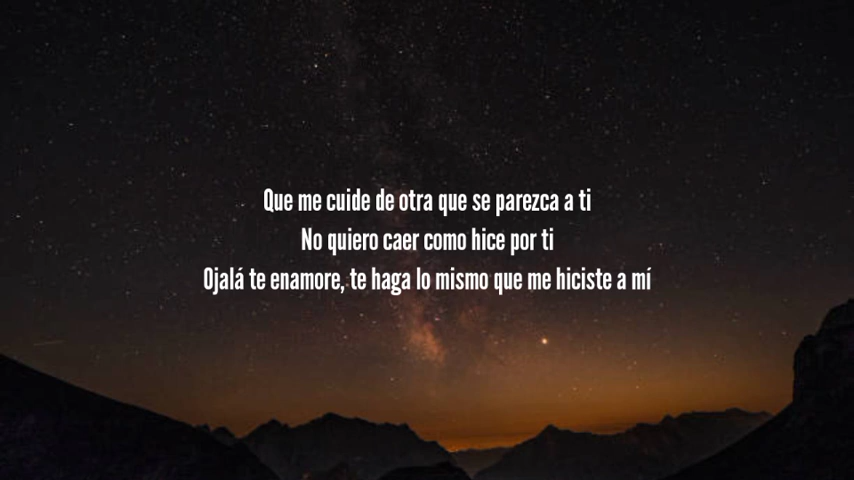 Que me cuide de otra que se parezca a ti
No quiero caer como hice por ti
Ojalá te enamore, te haga lo mismo que me hiciste a mí